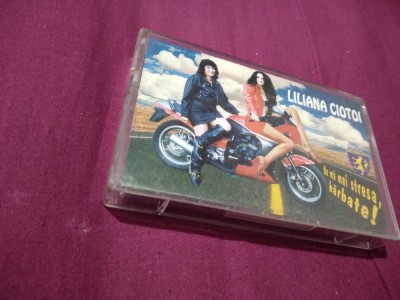 LILIANA CIOTOI
Nu mă mai stresa,
bărbate!